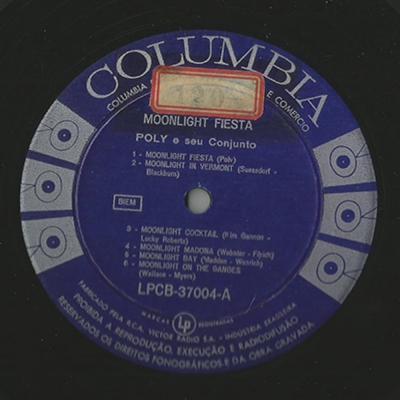 COLUMBIA
COLUMBIA E COMERCIO
MOONLIGHT FIESTA
POLY e seu Conjunto
1 - MOONLIGHT FIESTA (Poly)
2 - MOONLIGHT IN VERMONT (Suessdorf -
Blackburn)
BIEM
3 - MOONLIGHT COCKTAIL (Kim Gannon -
Lucky Roberts)
4 - MOONLIGHT MADONA (Webster - Fibich)
5 - MOONLIGHT BAY (Madden - Wenrich)
6 - MOONLIGHT ON THE GANGES
(Wallace - Myers)
LPCB-37004-A
MARCAS Lp REGISTRADAS
FABRICADO PELA R.C.A. VICTOR RADIO S.A. - INDÚSTRIA BRASILEIRA
PROIBIDA A REPRODUÇÃO, EXECUÇÃO E RADIODIFUSÃO
RESERVADOS OS DIREITOS FONOGRÁFICOS E DA OBRA GRAVADA